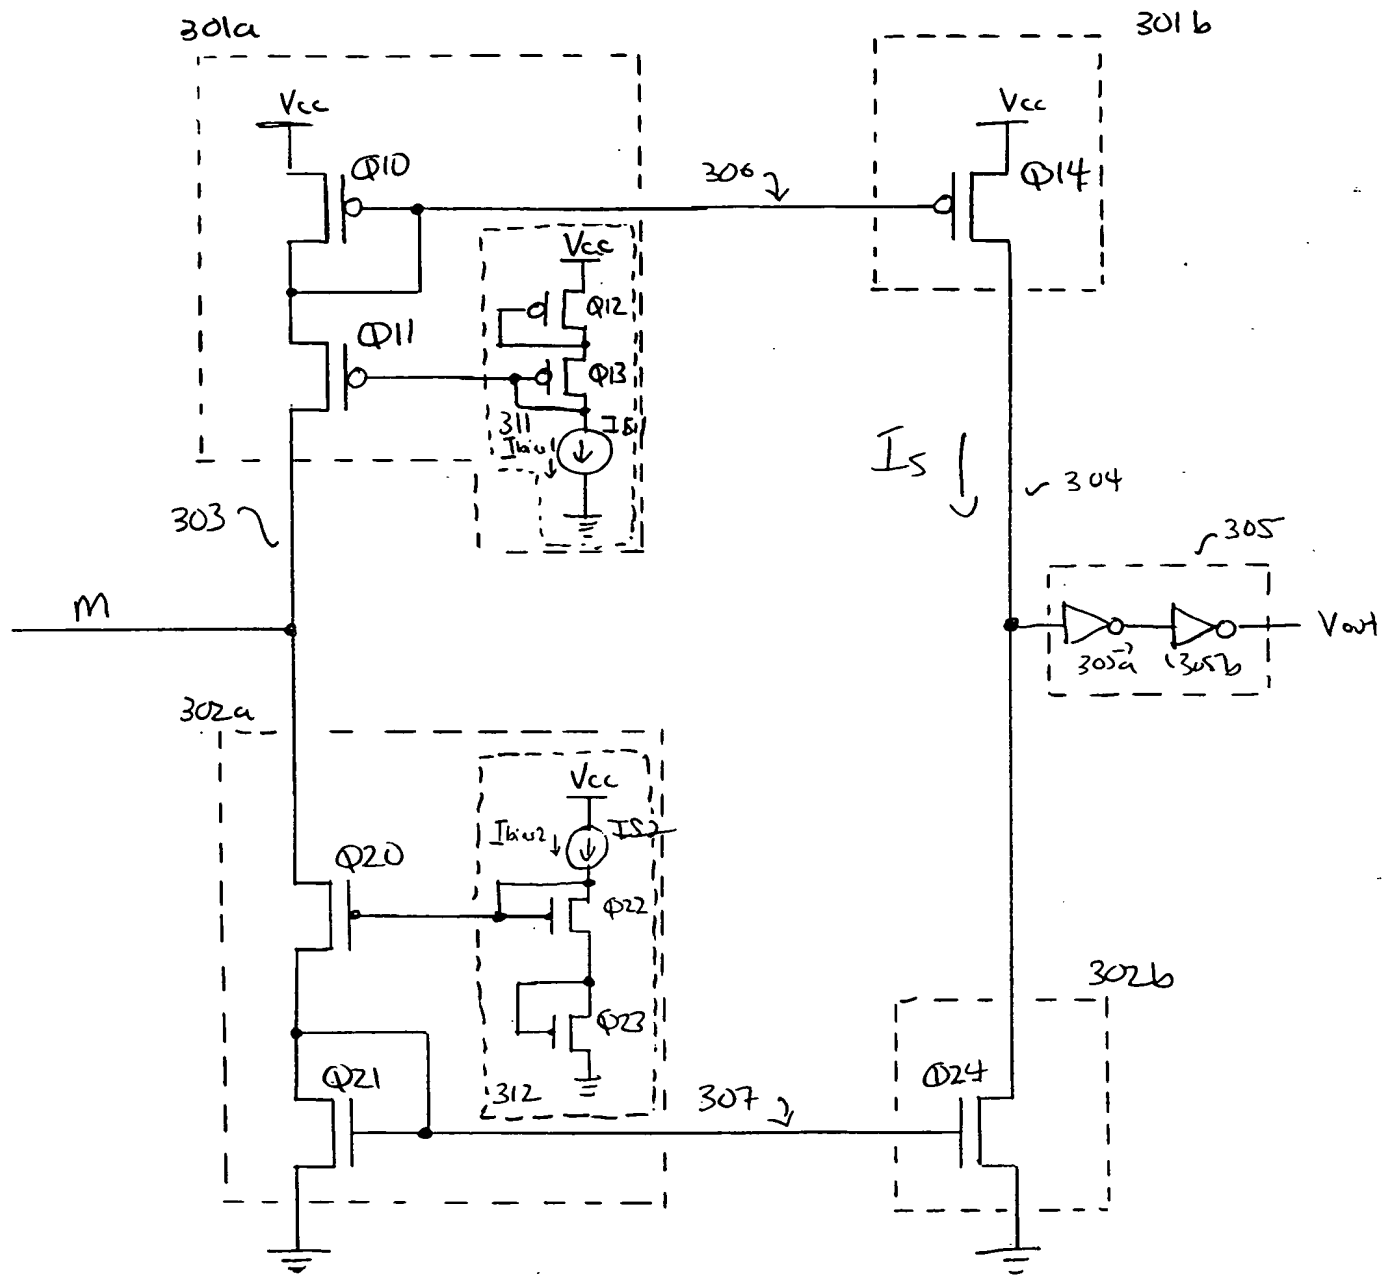 301a
301b
Vcc
Vcc
Q10
306
Q14
Vcc
Q12
Q11
Q13
311
IS1
Ibias1
Is
304
303
305
M
Vout
305a
305b
302a
Vcc
Ibias2
IS2
Q20
Q22
302b
Q23
Q21
Q24
312
307